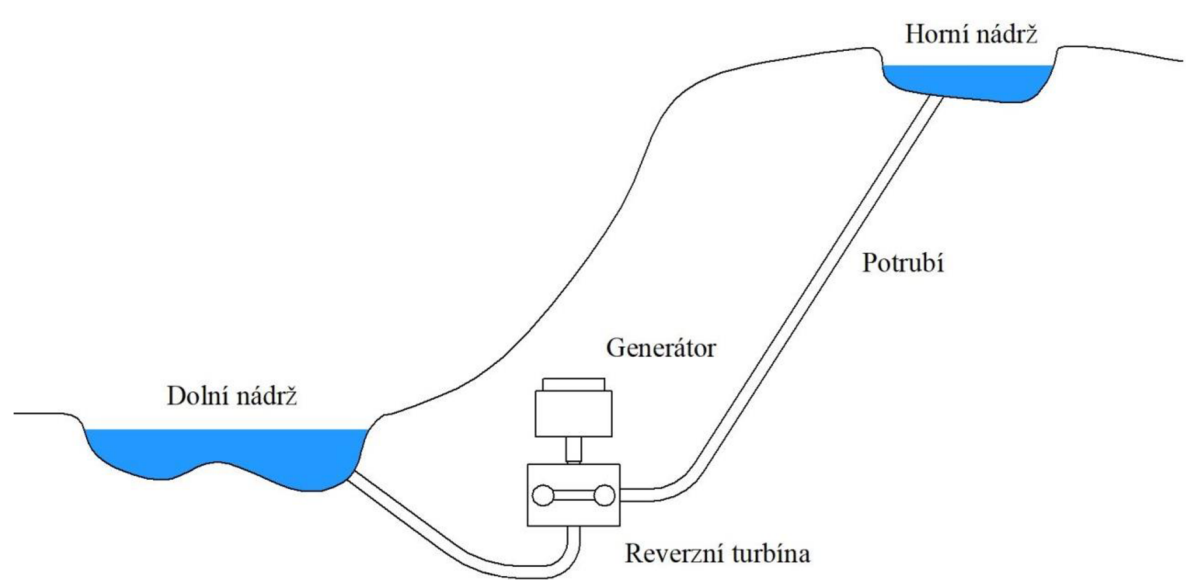 Horní nádrž
Potrubí
Generátor
Dolní nádrž
Reverzní turbína